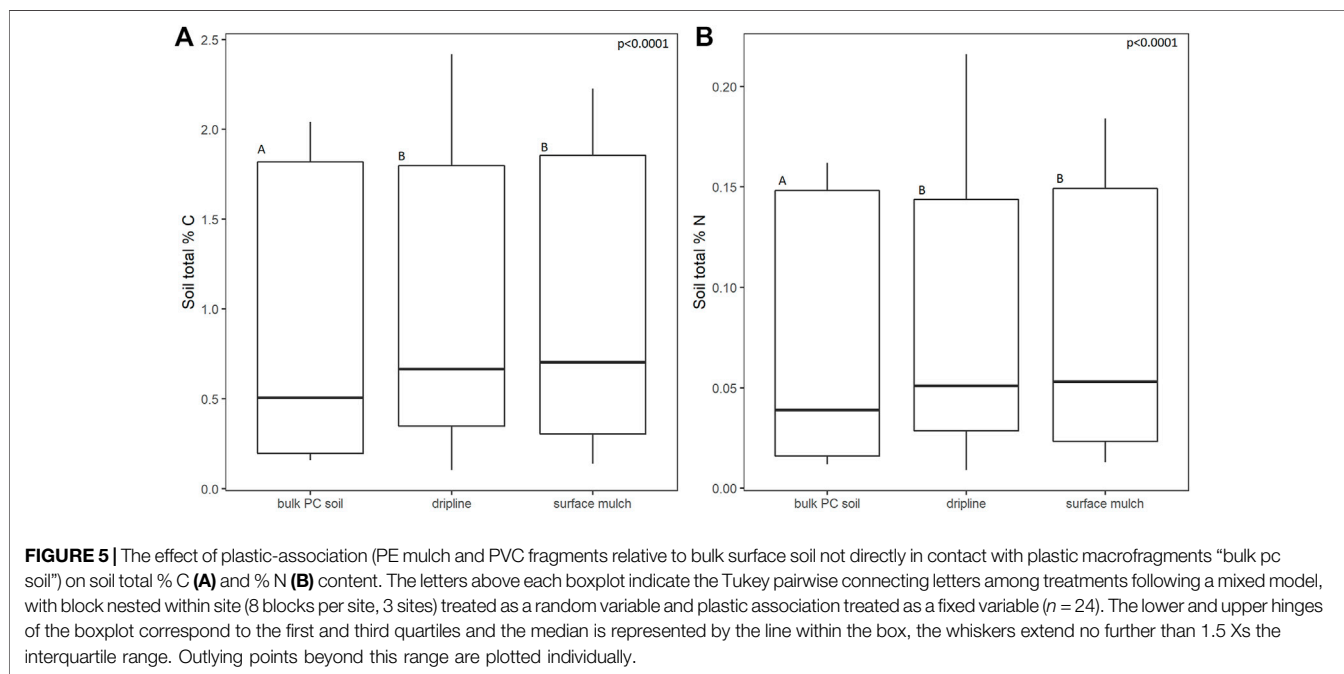 A
B
p<0.0001
p<0.0001
2.5
2.0
1.5
1.0
0.5
0.0
Soil total % C
A
B
B
bulk PC soil
dripline
surface mulch
0.20
0.15
0.10
0.05
0.00
Soil total % N
A
B
B
bulk PC soil
dripline
surface mulch
FIGURE 5 | The effect of plastic-association (PE mulch and PVC fragments relative to bulk surface soil not directly in contact with plastic macrofragments “bulk pc
soil”) on soil total % C (A) and % N (B) content. The letters above each boxplot indicate the Tukey pairwise connecting letters among treatments following a mixed model,
with block nested within site (8 blocks per site, 3 sites) treated as a random variable and plastic association treated as a fixed variable (n = 24). The lower and upper hinges
of the boxplot correspond to the first and third quartiles and the median is represented by the line within the box, the whiskers extend no further than 1.5 Xs the
interquartile range. Outlying points beyond this range are plotted individually.